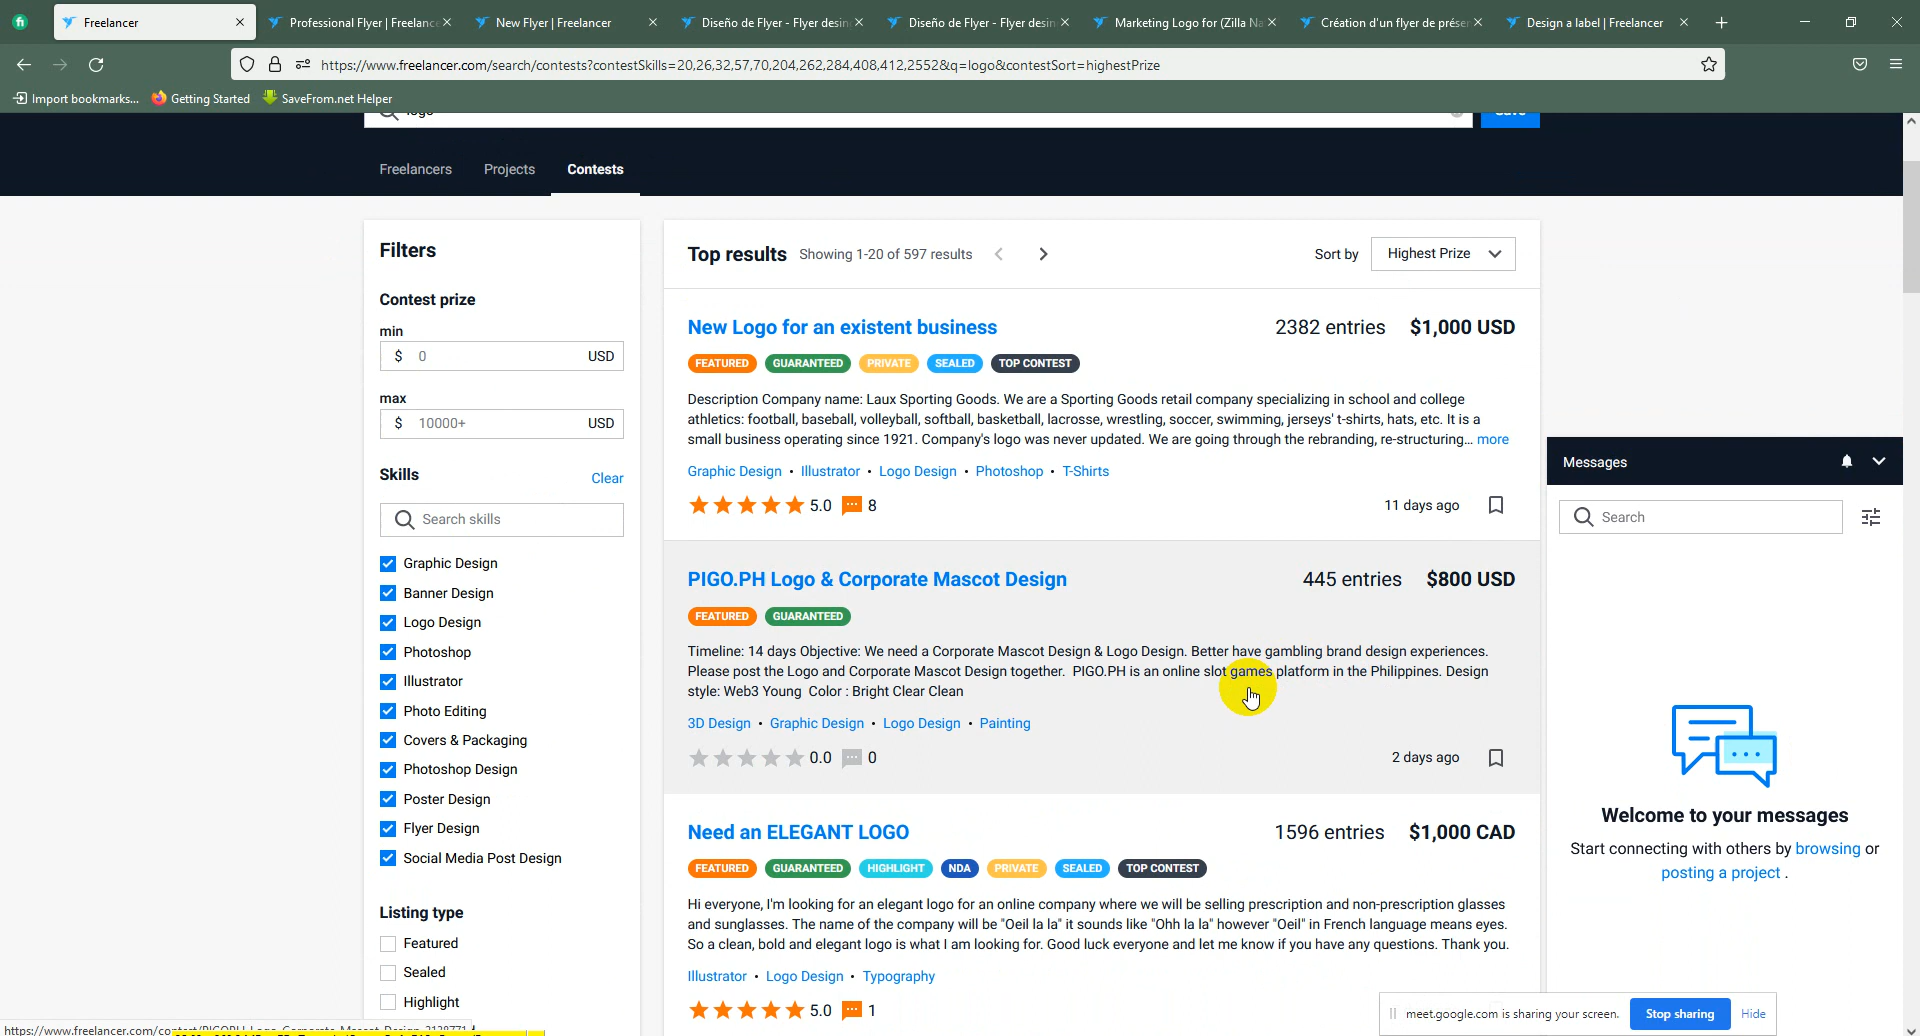 Freelancer
Professional Flyer | Freelance
New Flyer | Freelancer
Diseño de Flyer - Flyer desin
Diseño de Flyer - Flyer desin
Marketing Logo for (Zilla Na
Création d'un flyer de préser
Design a label | Freelancer
https://www.freelancer.com/search/contests?contestSkills=20,26,32,57,70,204,262,284,408,412,2552&q=logo&contestSort=highestPrize
Import bookmarks...
Getting Started
SaveFrom.net Helper
logo
Save
Freelancers
Projects
Contests
Filters
Contest prize
min
$ 0 USD
max
$ 10000+ USD
Skills
Clear
Search skills
Graphic Design
Banner Design
Logo Design
Photoshop
Illustrator
Photo Editing
Covers & Packaging
Photoshop Design
Poster Design
Flyer Design
Social Media Post Design
Listing type
Featured
Sealed
Highlight
Top results Showing 1-20 of 597 results
Sort by Highest Prize
New Logo for an existent business 2382 entries $1,000 USD
FEATURED GUARANTEED PRIVATE SEALED TOP CONTEST
Description Company name: Laux Sporting Goods. We are a Sporting Goods retail company specializing in school and college
athletics: football, baseball, volleyball, softball, basketball, lacrosse, wrestling, soccer, swimming, jerseys' t-shirts, hats, etc. It is a
small business operating since 1921. Company's logo was never updated. We are going through the rebranding, re-structuring... more
Graphic Design • Illustrator • Logo Design • Photoshop • T-Shirts
5.0 8 11 days ago
PIGO.PH Logo & Corporate Mascot Design 445 entries $800 USD
FEATURED GUARANTEED
Timeline: 14 days Objective: We need a Corporate Mascot Design & Logo Design. Better have gambling brand design experiences.
Please post the Logo and Corporate Mascot Design together. PIGO.PH is an online slot games platform in the Philippines. Design
style: Web3 Young Color : Bright Clear Clean
3D Design • Graphic Design • Logo Design • Painting
0.0 0 2 days ago
Need an ELEGANT LOGO 1596 entries $1,000 CAD
FEATURED GUARANTEED HIGHLIGHT NDA PRIVATE SEALED TOP CONTEST
Hi everyone, I'm looking for an elegant logo for an online company where we will be selling prescription and non-prescription glasses
and sunglasses. The name of the company will be "Oeil la la" it sounds like "Ohh la la" however "Oeil" in French language means eyes.
So a clean, bold and elegant logo is what I am looking for. Good luck everyone and let me know if you have any questions. Thank you.
Illustrator • Logo Design • Typography
5.0 1
Messages
Search
Welcome to your messages
Start connecting with others by browsing or
posting a project .
meet.google.com is sharing your screen. Stop sharing Hide